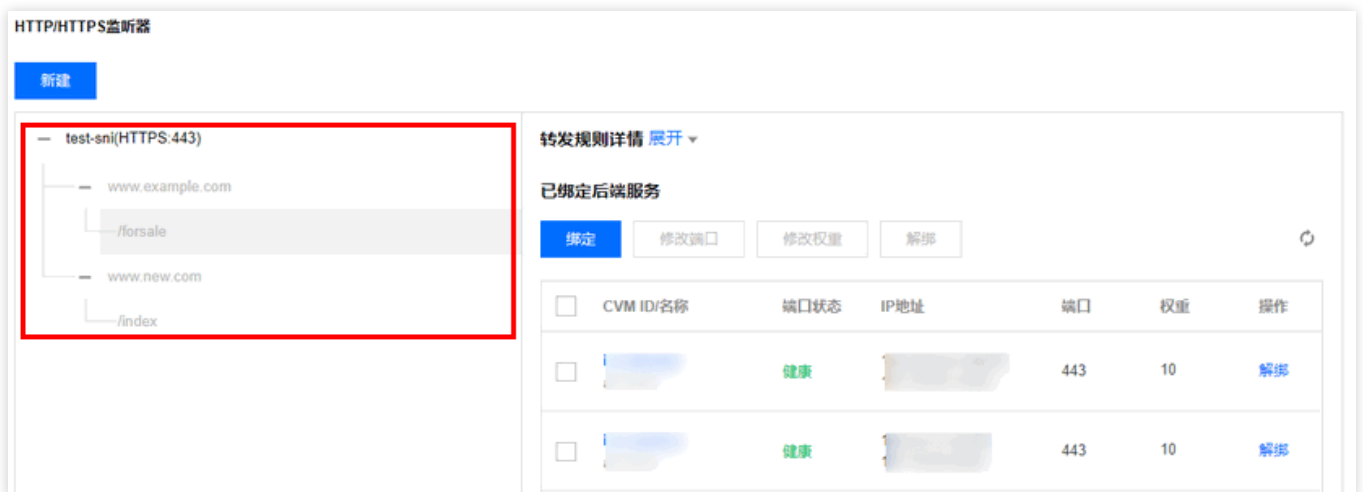 HTTP/HTTPS监听器
新建
test-sni(HTTPS:443)
www.example.com
/forsale
www.new.com
/index
转发规则详情 展开
已绑定后端服务
绑定 修改端口 修改权重 解绑
CVM ID/名称 端口状态 IP地址 端口 权重 操作
健康 443 10 解绑
健康 443 10 解绑